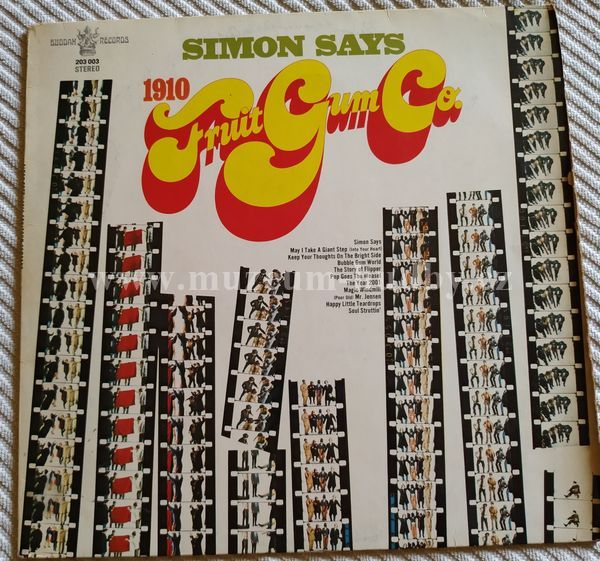 BUDDAH RECORDS
203 003
STEREO
SIMON SAYS
1910
Fruit Gum Co.
Simon Says
May I Take A Giant Step (Into Your Heart)
Keep Your Thoughts On The Bright Side
Bubble Gum World
The Story of Flipper
Pop Goes The Weasel
The Year 2001
Magic Windmill
(Poor Old) Mr. Jensen
Happy Little Teardrops
Soul Struttin'